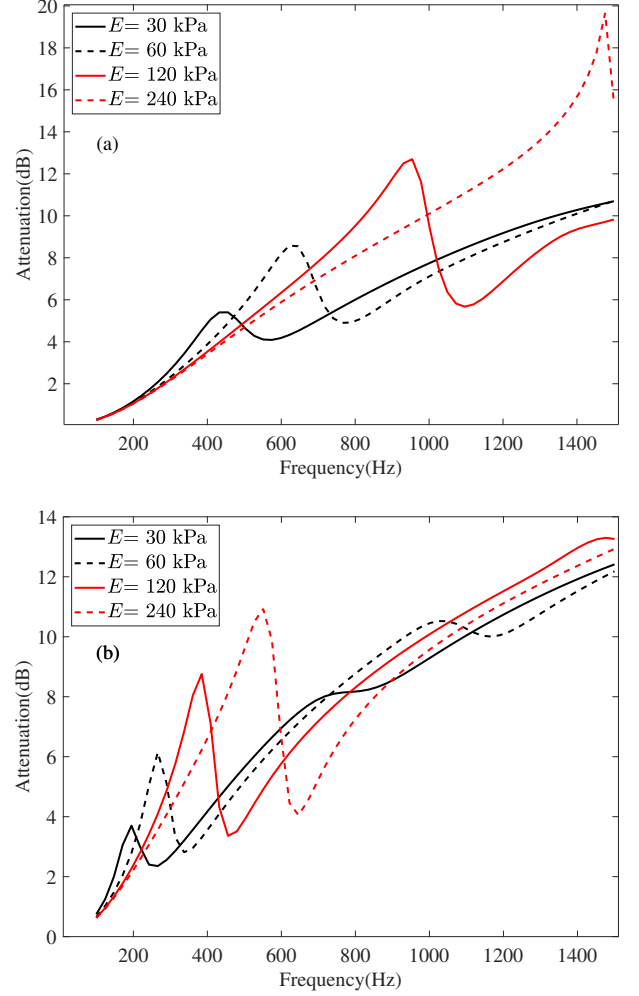 20
18
16
14
12
10
8
6
4
2
Attenuation(dB)
E= 30 kPa
E= 60 kPa
E= 120 kPa
E= 240 kPa
(a)
200 400 600 800 1000 1200 1400
Frequency(Hz)
14
12
10
8
6
4
2
0
Attenuation(dB)
E= 30 kPa
E= 60 kPa
E= 120 kPa
E= 240 kPa
(b)
200 400 600 800 1000 1200 1400
Frequency(Hz)